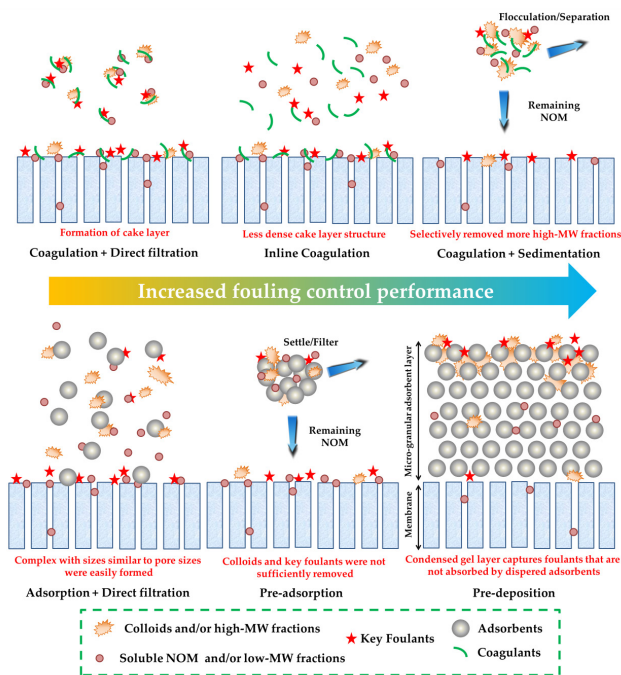 Flocculation/Separation
Remaining
NOM
Formation of cake layer
Less dense cake layer structure
Selectively removed more high-MW fractions
Coagulation + Direct filtration
Inline Coagulation
Coagulation + Sedimentation
Increased fouling control performance
Settle/Filter
Remaining
NOM
Micro-granular adsorbent layer
Membrane
Complex with sizes similar to pore sizes
were easily formed
Colloids and key foulants were not
sufficiently removed
Condensed gel layer captures foulants that are
not absorbed by dispered adsorbents
Adsorption + Direct filtration
Pre-adsorption
Pre-deposition
Colloids and/or high-MW fractions
Key Foulants
Adsorbents
Soluble NOM and/or low-MW fractions
Coagulants